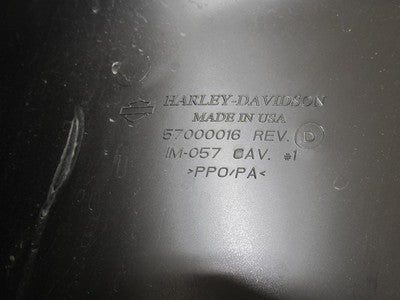 HARLEY-DAVIDSON
MADE IN USA
57000016 REV. D
IM-057 CAV. #1
>PPO/PA<